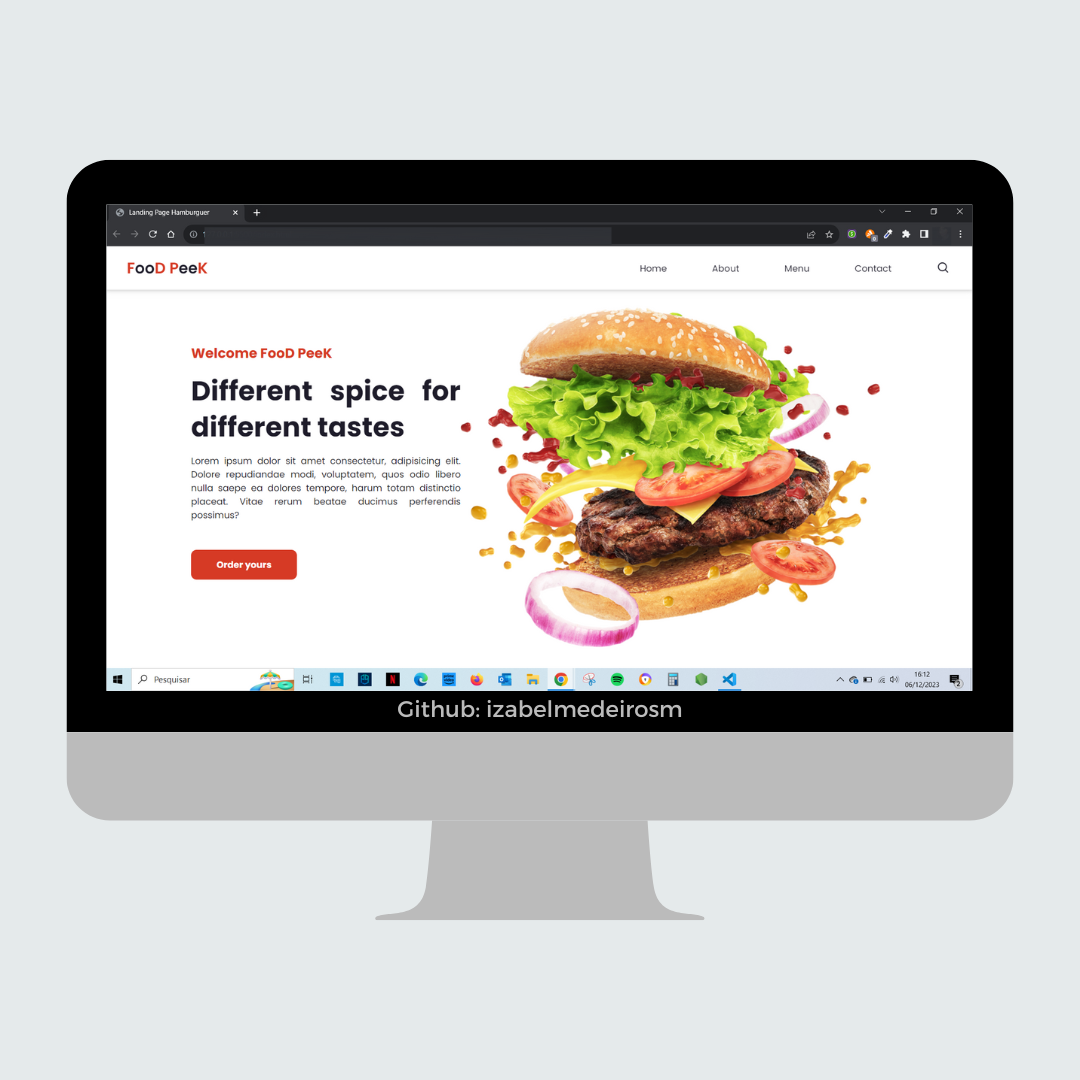 Landing Page Hamburguer
FooD PeeK
Home
About
Menu
Contact
Welcome FooD PeeK
Different spice for
different tastes
Lorem ipsum dolor sit amet consectetur, adipisicing elit.
Dolore repudiandae modi, voluptatem, quos odio libero
nulla saepe ea dolores tempore, harum totam distinctio
placeat. Vitae rerum beatae ducimus perferendis
possimus?
Order yours
Pesquisar
16:12
06/12/2023
2
Github: izabelmedeirosm